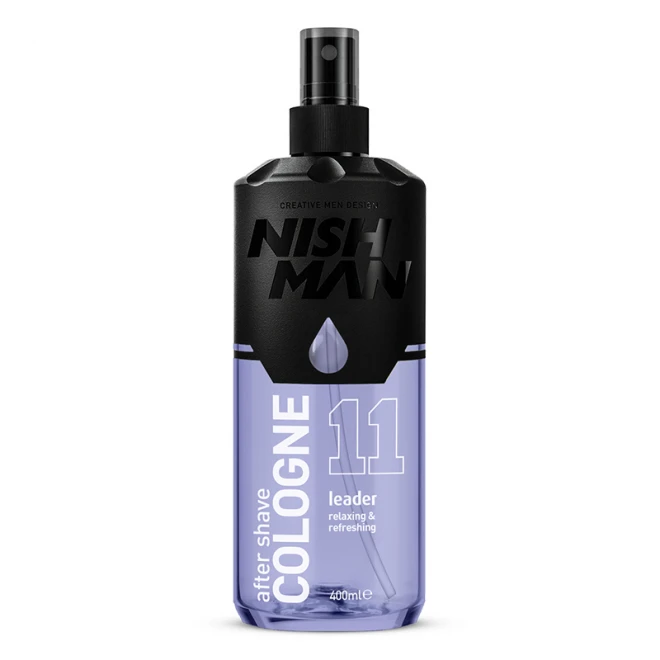 CREATIVE MEN DESIGN
NISH
MAN
after shave
COLOGNE
11
leader
relaxing &
refreshing
400ml℮